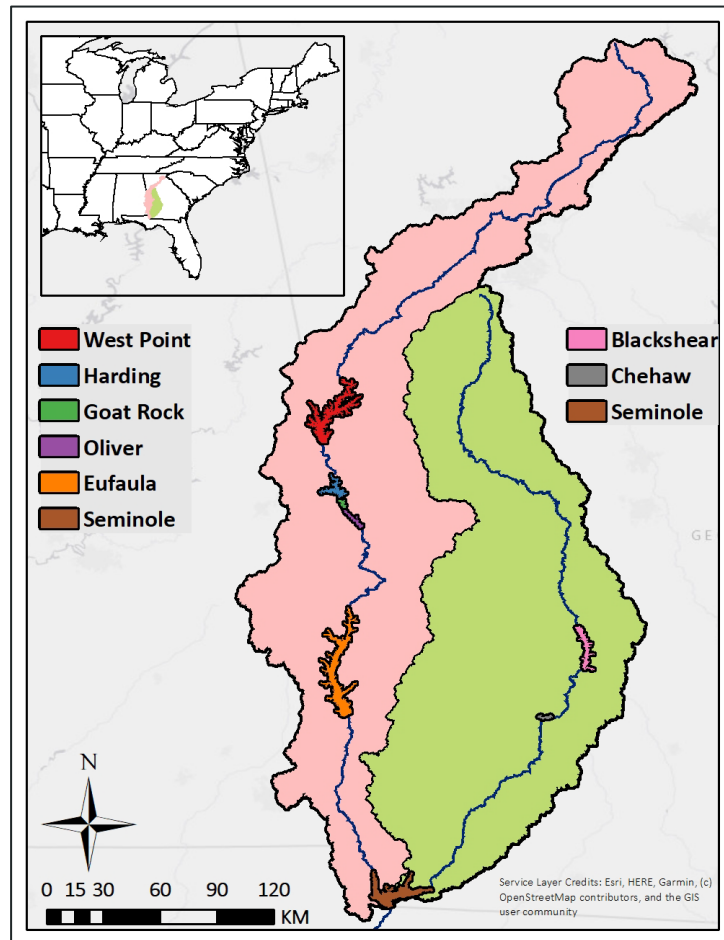 West Point
Harding
Goat Rock
Oliver
Eufaula
Seminole
Blackshear
Chehaw
Seminole
G E
N
0 15 30 60 90 120
KM
Service Layer Credits: Esri, HERE, Garmin, (c)
OpenStreetMap contributors, and the GIS
user community